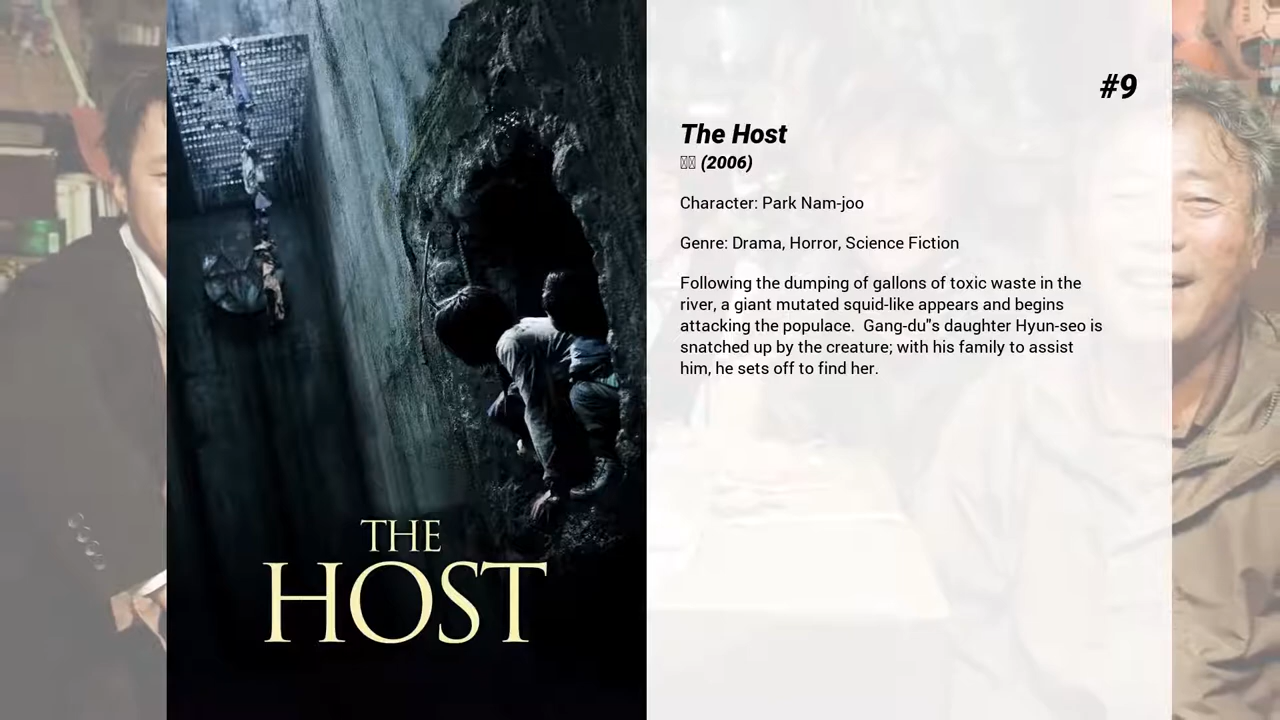 #9
The Host
(2006)
Character: Park Nam-joo
Genre: Drama, Horror, Science Fiction
Following the dumping of gallons of toxic waste in the
river, a giant mutated squid-like appears and begins
attacking the populace.  Gang-du"s daughter Hyun-seo is
snatched up by the creature; with his family to assist
him, he sets off to find her.
THE
HOST